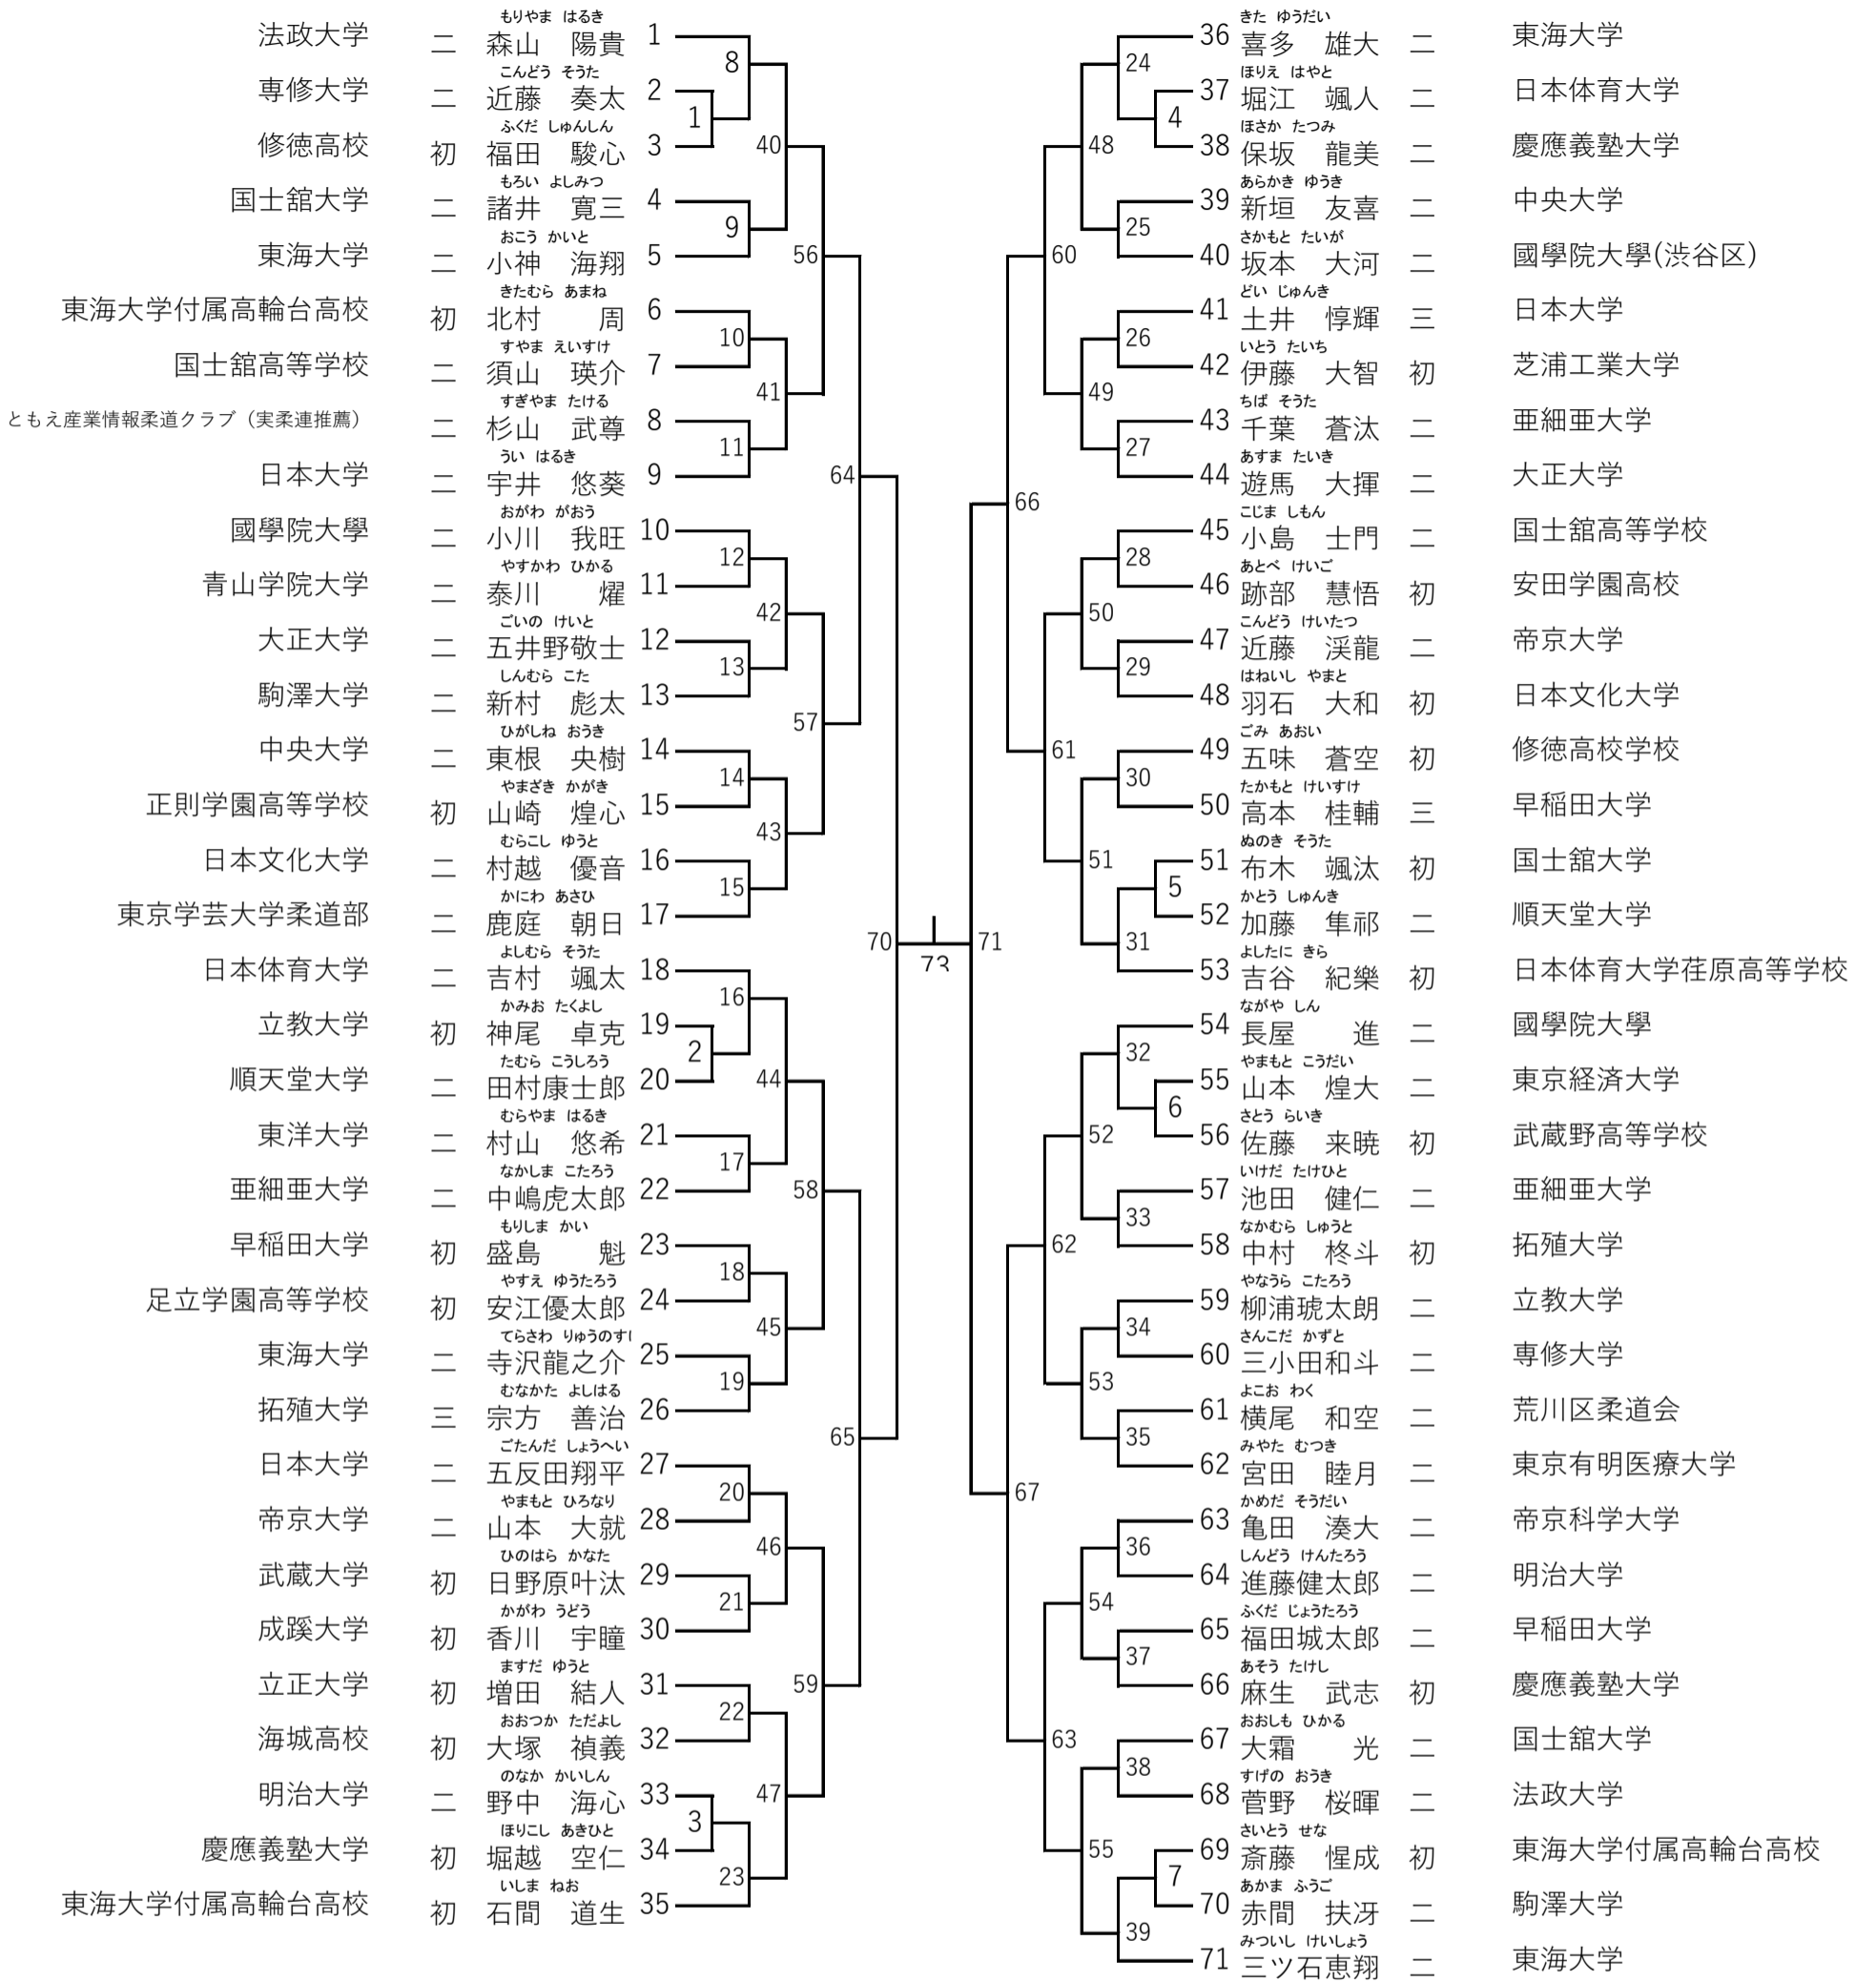 もりやま はるき
法政大学 二 森山 陽貴 1
こんどう そうた
専修大学 二 近藤 奏太 2
ふくだ しゅんしん
修徳高校 初 福田 駿心 3
もろい よしみつ
国士舘大学 二 諸井 寛三 4
おこう かいと
東海大学 二 小神 海翔 5
きたむら あまね
東海大学付属高輪台高校 初 北村 周 6
すやま えいすけ
国士舘高等学校 二 須山 瑛介 7
すぎやま たける
ともえ産業情報柔道クラブ（実柔連推薦） 二 杉山 武尊 8
うい はるき
日本大学 二 宇井 悠葵 9
おがわ がおう
國學院大學 二 小川 我旺 10
やすかわ ひかる
青山学院大学 二 泰川 燿 11
ごいの けいと
大正大学 二 五井野敬士 12
しんむら こた
駒澤大学 二 新村 彪太 13
ひがしね おうき
中央大学 二 東根 央樹 14
やまざき かがき
正則学園高等学校 初 山崎 煌心 15
むらこし ゆうと
日本文化大学 二 村越 優音 16
かにわ あさひ
東京学芸大学柔道部 二 鹿庭 朝日 17
よしむら そうた
日本体育大学 二 吉村 颯太 18
かみお たくよし
立教大学 初 神尾 卓克 19
たむら こうしろう
順天堂大学 二 田村康士郎 20
むらやま はるき
東洋大学 二 村山 悠希 21
なかしま こたろう
亜細亜大学 二 中嶋虎太郎 22
もりしま かい
早稲田大学 初 盛島 魁 23
やすえ ゆうたろう
足立学園高等学校 初 安江優太郎 24
てらさわ りゅうのす
東海大学 二 寺沢龍之介 25
むなかた よしはる
拓殖大学 三 宗方 善治 26
ごたんだ しょうへい
日本大学 二 五反田翔平 27
やまもと ひろなり
帝京大学 二 山本 大就 28
ひのはら かなた
武蔵大学 初 日野原叶汰 29
かがわ うどう
成蹊大学 初 香川 宇瞳 30
ますだ ゆうと
立正大学 初 増田 結人 31
おおつか ただよし
海城高校 初 大塚 禎義 32
のなか かいしん
明治大学 二 野中 海心 33
ほりこし あきひと
慶應義塾大学 初 堀越 空仁 34
いしま ねお
東海大学付属高輪台高校 初 石間 道生 35
1
2
3
8
9
10
11
12
13
14
15
16
17
18
19
20
21
22
23
40
41
42
43
44
45
46
47
56
57
58
59
64
65
70
73
71
66
67
60
61
62
63
48
49
50
51
52
53
54
55
24
25
26
27
28
29
30
31
32
33
34
35
36
37
38
39
4
5
6
7
きた ゆうだい
36 喜多 雄大 二 東海大学
ほりえ はやと
37 堀江 颯人 二 日本体育大学
ほさか たつみ
38 保坂 龍美 二 慶應義塾大学
あらかき ゆうき
39 新垣 友喜 二 中央大学
さかもと たいが
40 坂本 大河 二 國學院大學(渋谷区)
どい じゅんき
41 土井 惇輝 三 日本大学
いとう たいち
42 伊藤 大智 初 芝浦工業大学
ちば そうた
43 千葉 蒼汰 二 亜細亜大学
あすま たいき
44 遊馬 大揮 二 大正大学
こじま しもん
45 小島 士門 二 国士舘高等学校
あとべ けいご
46 跡部 慧悟 初 安田学園高校
こんどう けいたつ
47 近藤 渓龍 二 帝京大学
はねいし やまと
48 羽石 大和 初 日本文化大学
ごみ あおい
49 五味 蒼空 初 修徳高校学校
たかもと けいすけ
50 高本 桂輔 三 早稲田大学
ぬのき そうた
51 布木 颯汰 初 国士舘大学
かとう しゅんき
52 加藤 隼祁 二 順天堂大学
よしたに きら
53 吉谷 紀樂 初 日本体育大学荏原高等学校
ながや しん
54 長屋 進 二 國學院大學
やまもと こうだい
55 山本 煌大 二 東京経済大学
さとう らいき
56 佐藤 来暁 初 武蔵野高等学校
いけだ たけひと
57 池田 健仁 二 亜細亜大学
なかむら しゅうと
58 中村 柊斗 初 拓殖大学
やなうら こたろう
59 柳浦琥太朗 二 立教大学
さんこだ かずと
60 三小田和斗 二 専修大学
よこお わく
61 横尾 和空 二 荒川区柔道会
みやた むつき
62 宮田 睦月 二 東京有明医療大学
かめだ そうだい
63 亀田 湊大 二 帝京科学大学
しんどう けんたろう
64 進藤健太郎 二 明治大学
ふくだ じょうたろう
65 福田城太郎 二 早稲田大学
あそう たけし
66 麻生 武志 初 慶應義塾大学
おおしも ひかる
67 大霜 光 二 国士舘大学
すげの おうき
68 菅野 桜暉 二 法政大学
さいとう せな
69 斎藤 惺成 初 東海大学付属高輪台高校
あかま ふうご
70 赤間 扶冴 二 駒澤大学
みついし けいしょう
71 三ツ石恵翔 二 東海大学